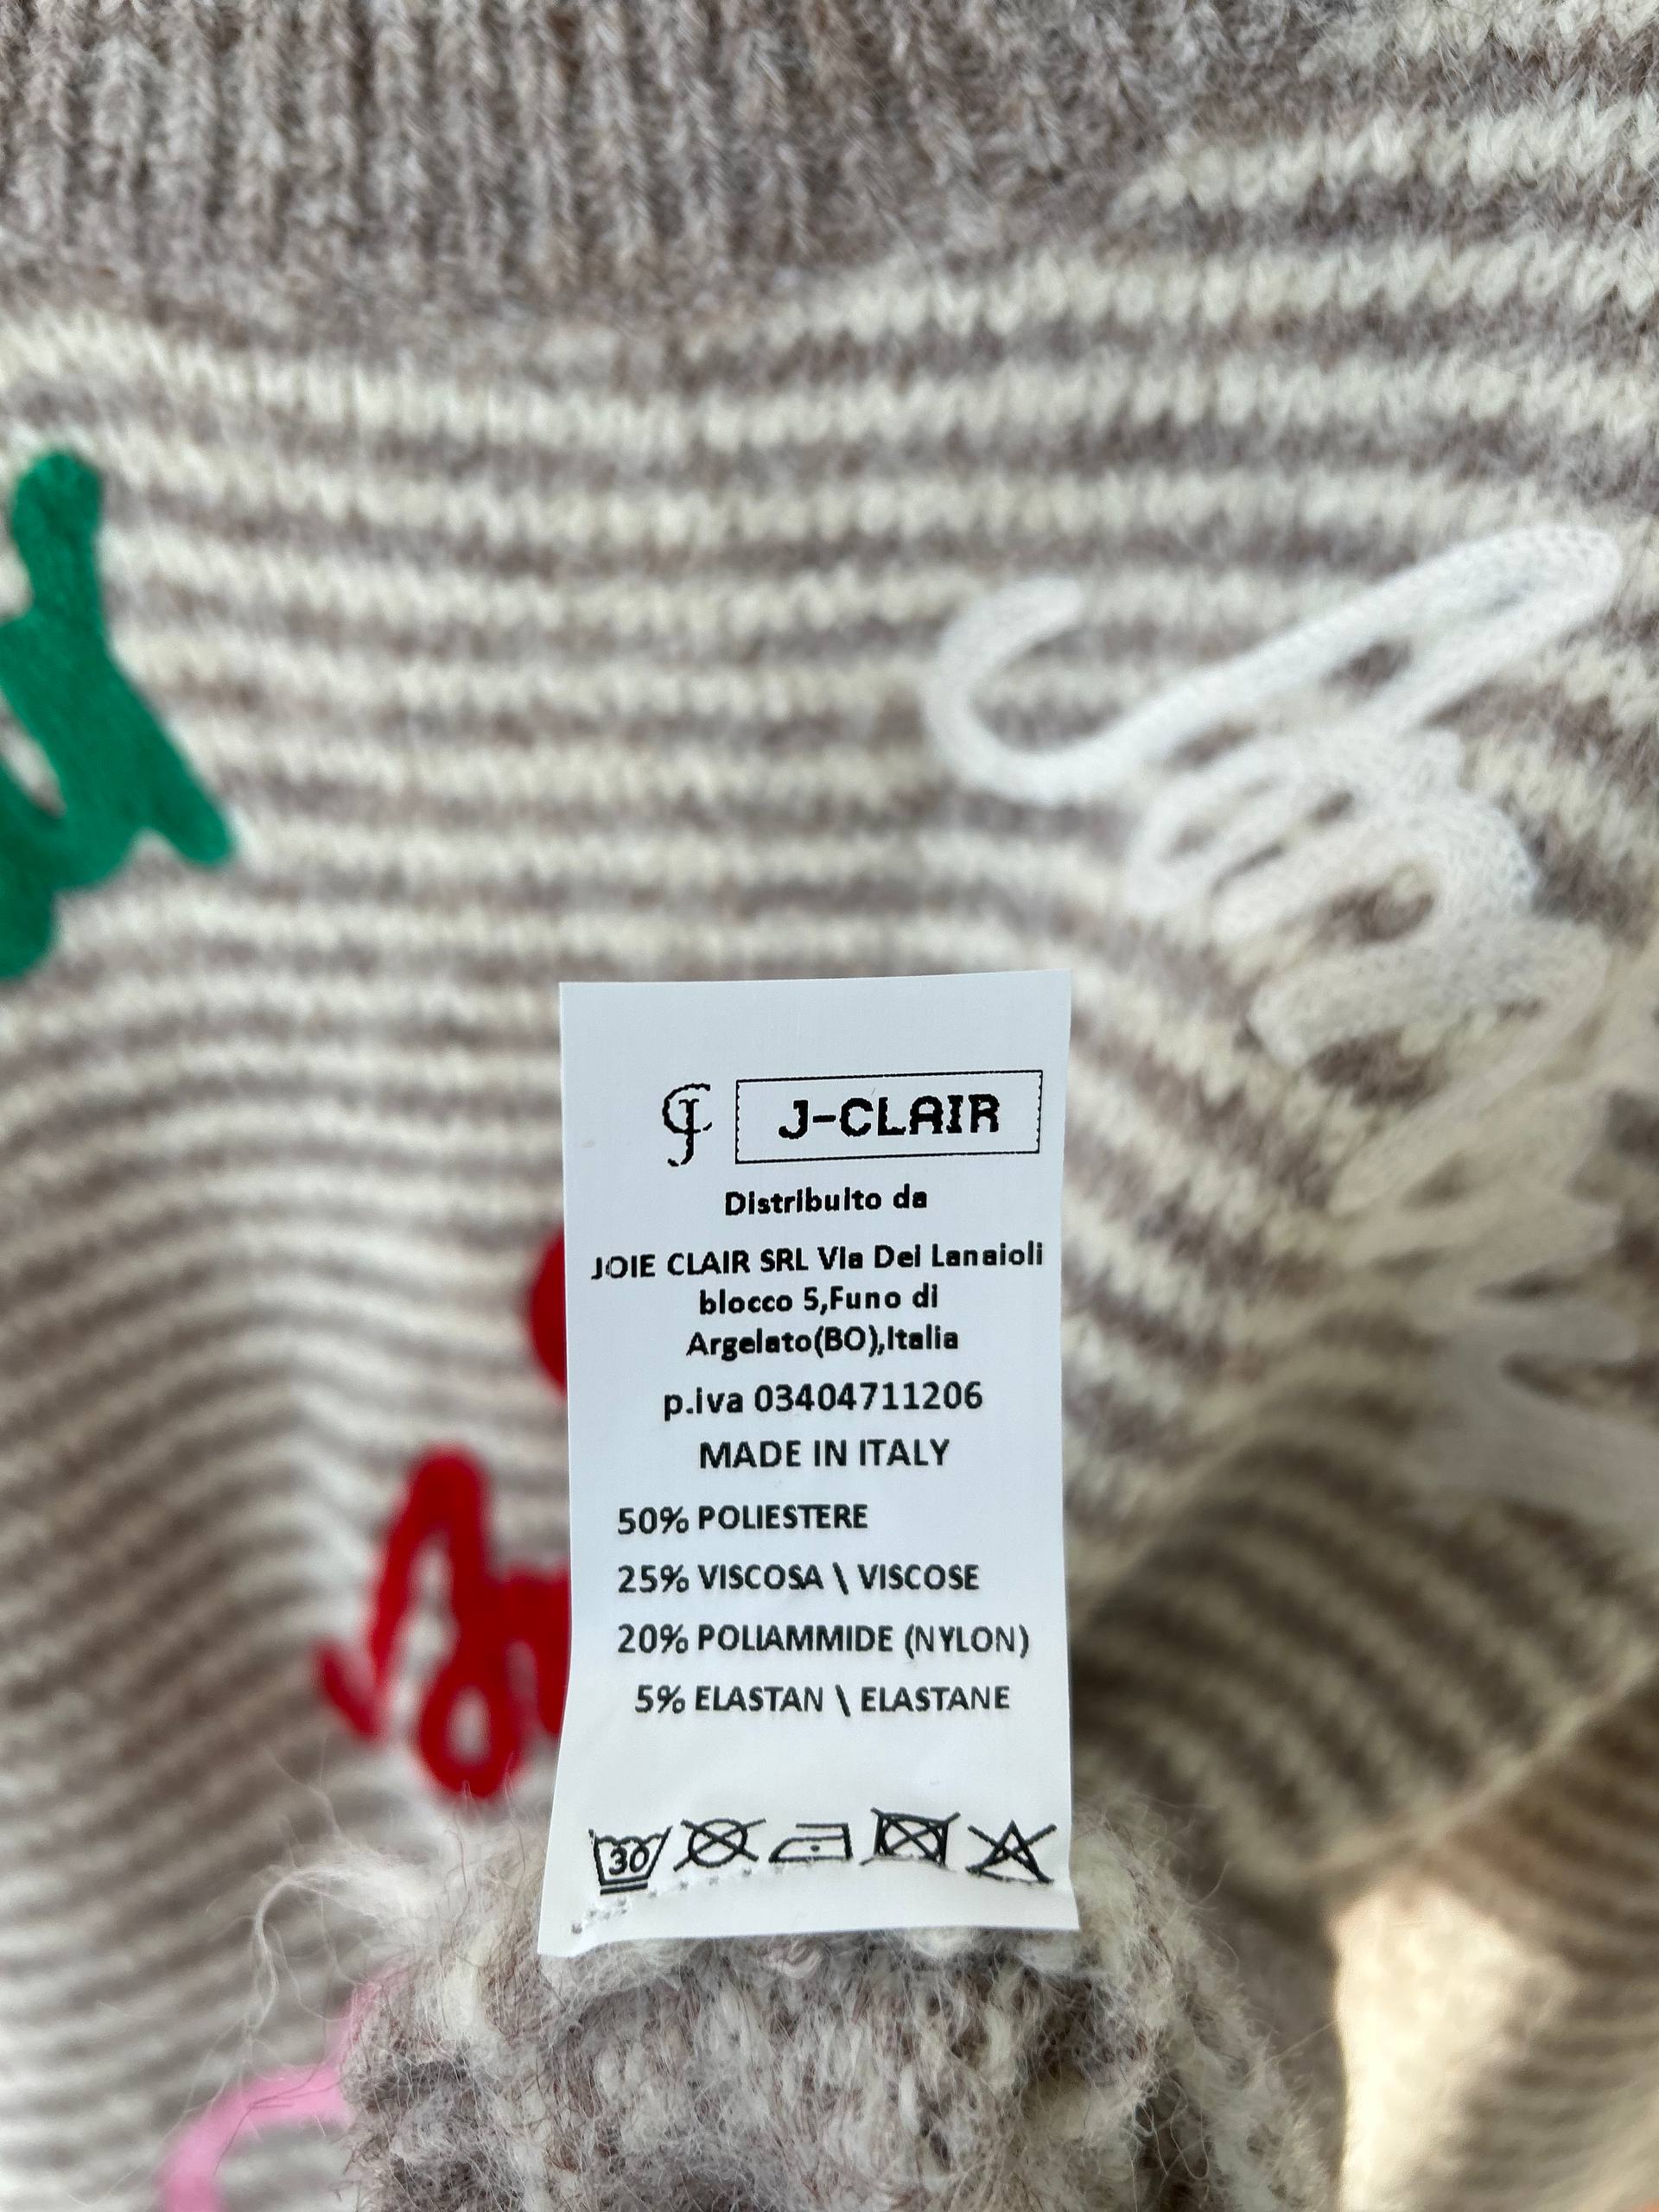 J-CLAIR
Distribuito da
JOIE CLAIR SRL Via Dei Lanaioli
blocco 5,Funo di
Argelato(BO),Italia
p.iva 03404711206
MADE IN ITALY
50% POLIESTERE
25% VISCOSA \ VISCOSE
20% POLIAMMIDE (NYLON)
5% ELASTAN \ ELASTANE
30